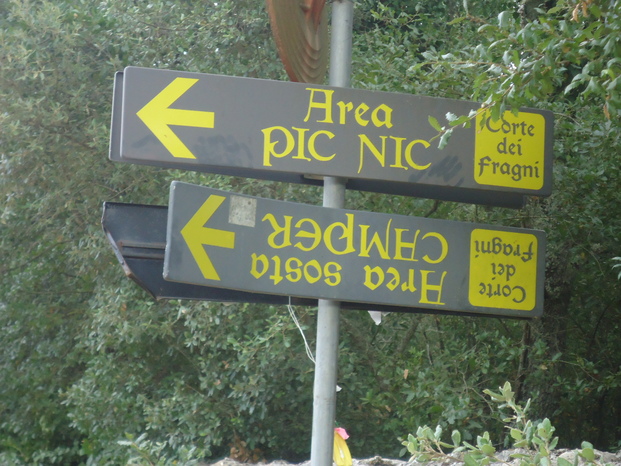 Area
PIC NIC
Corte
dei
fragni
Area sosta
CAMPER
Corte
dei
fragni